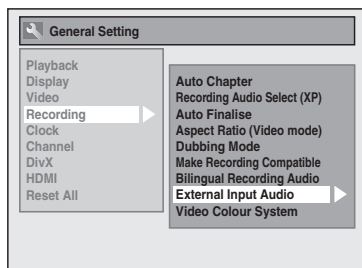 General Setting
Playback
Display
Video
Recording
Clock
Channel
DivX
HDMI
Reset All
Auto Chapter
Recording Audio Select (XP)
Auto Finalise
Aspect Ratio (Video mode)
Dubbing Mode
Make Recording Compatible
Bilingual Recording Audio
External Input Audio
Video Colour System